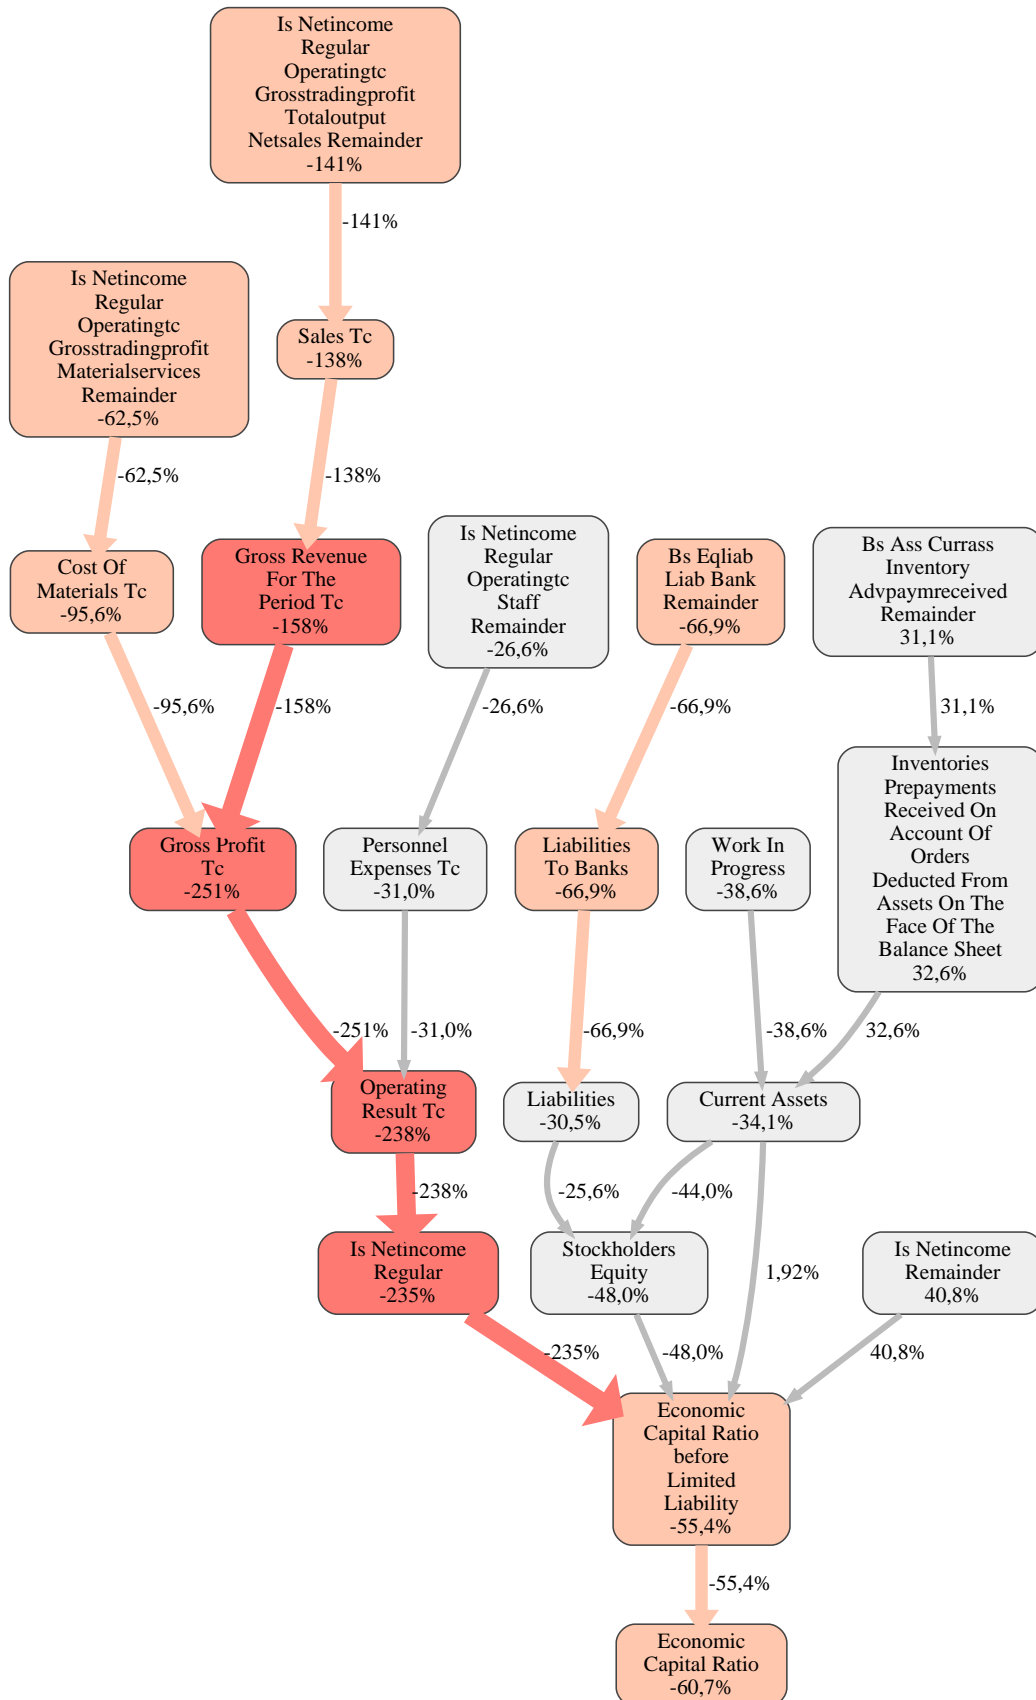 Is Netincome
Regular
Operatingtc
Grosstradingprofit
Totaloutput
Netsales Remainder
-141%
-141%
Is Netincome
Regular
Operatingtc
Grosstradingprofit
Materialservices
Remainder
-62,5%
Sales Tc
-138%
-62,5%
-138%
Cost Of
Materials Tc
-95,6%
Gross Revenue
For The
Period Tc
-158%
Is Netincome
Regular
Operatingtc
Staff
Remainder
-26,6%
Bs Eqliab
Liab Bank
Remainder
-66,9%
Bs Ass Currass
Inventory
Advpaymreceived
Remainder
31,1%
-95,6%
-158%
-26,6%
-66,9%
31,1%
Gross Profit
Tc
-251%
Personnel
Expenses Tc
-31,0%
Liabilities
To Banks
-66,9%
Work In
Progress
-38,6%
Inventories
Prepayments
Received On
Account Of
Orders
Deducted From
Assets On The
Face Of The
Balance Sheet
32,6%
-251%
-31,0%
-66,9%
-38,6%
32,6%
Operating
Result Tc
-238%
Liabilities
-30,5%
Current Assets
-34,1%
-238%
-25,6%
-44,0%
1,92%
Is Netincome
Regular
-235%
Stockholders
Equity
-48,0%
Is Netincome
Remainder
40,8%
-235%
-48,0%
40,8%
Economic
Capital Ratio
before
Limited
Liability
-55,4%
-55,4%
Economic
Capital Ratio
-60,7%